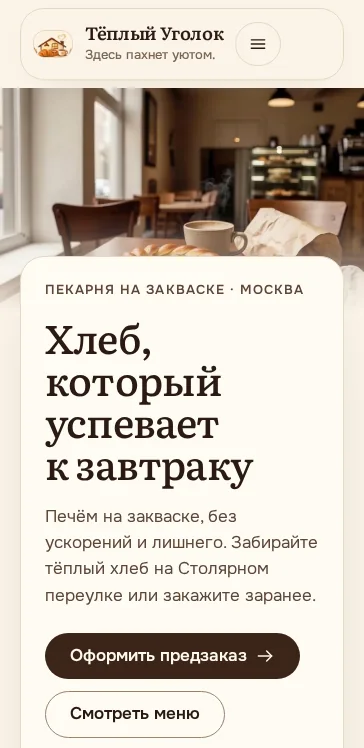 Тёплый Уголок
Здесь пахнет уютом.
ПЕКАРНЯ НА ЗАКВАСКЕ · МОСКВА
Хлеб,
который
успевает
к завтраку
Печём на закваске, без
ускорений и лишнего. Забирайте
тёплый хлеб на Столярном
переулке или закажите заранее.
Оформить предзаказ →
Смотреть меню